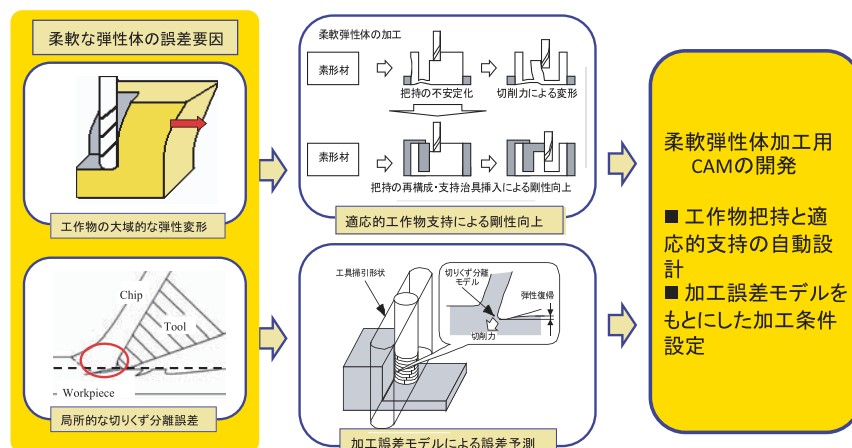 柔軟な弾性体の誤差要因
工作物の大域的な弾性変形
Chip
Tool
Workpiece
局所的な切りくず分離誤差
柔軟弾性体の加工
素形材
把持の不安定化
切削力による変形
素形材
把持の再構成・支持治具挿入による剛性向上
適応的工作物支持による剛性向上
工具掃引形状
切りくず分離
モデル
弾性復帰
切削力
加工誤差モデルによる誤差予測
柔軟弾性体加工用
CAMの開発
■ 工作物把持と適
応的支持の自動設
計
■ 加工誤差モデルを
もとにした加工条件
設定